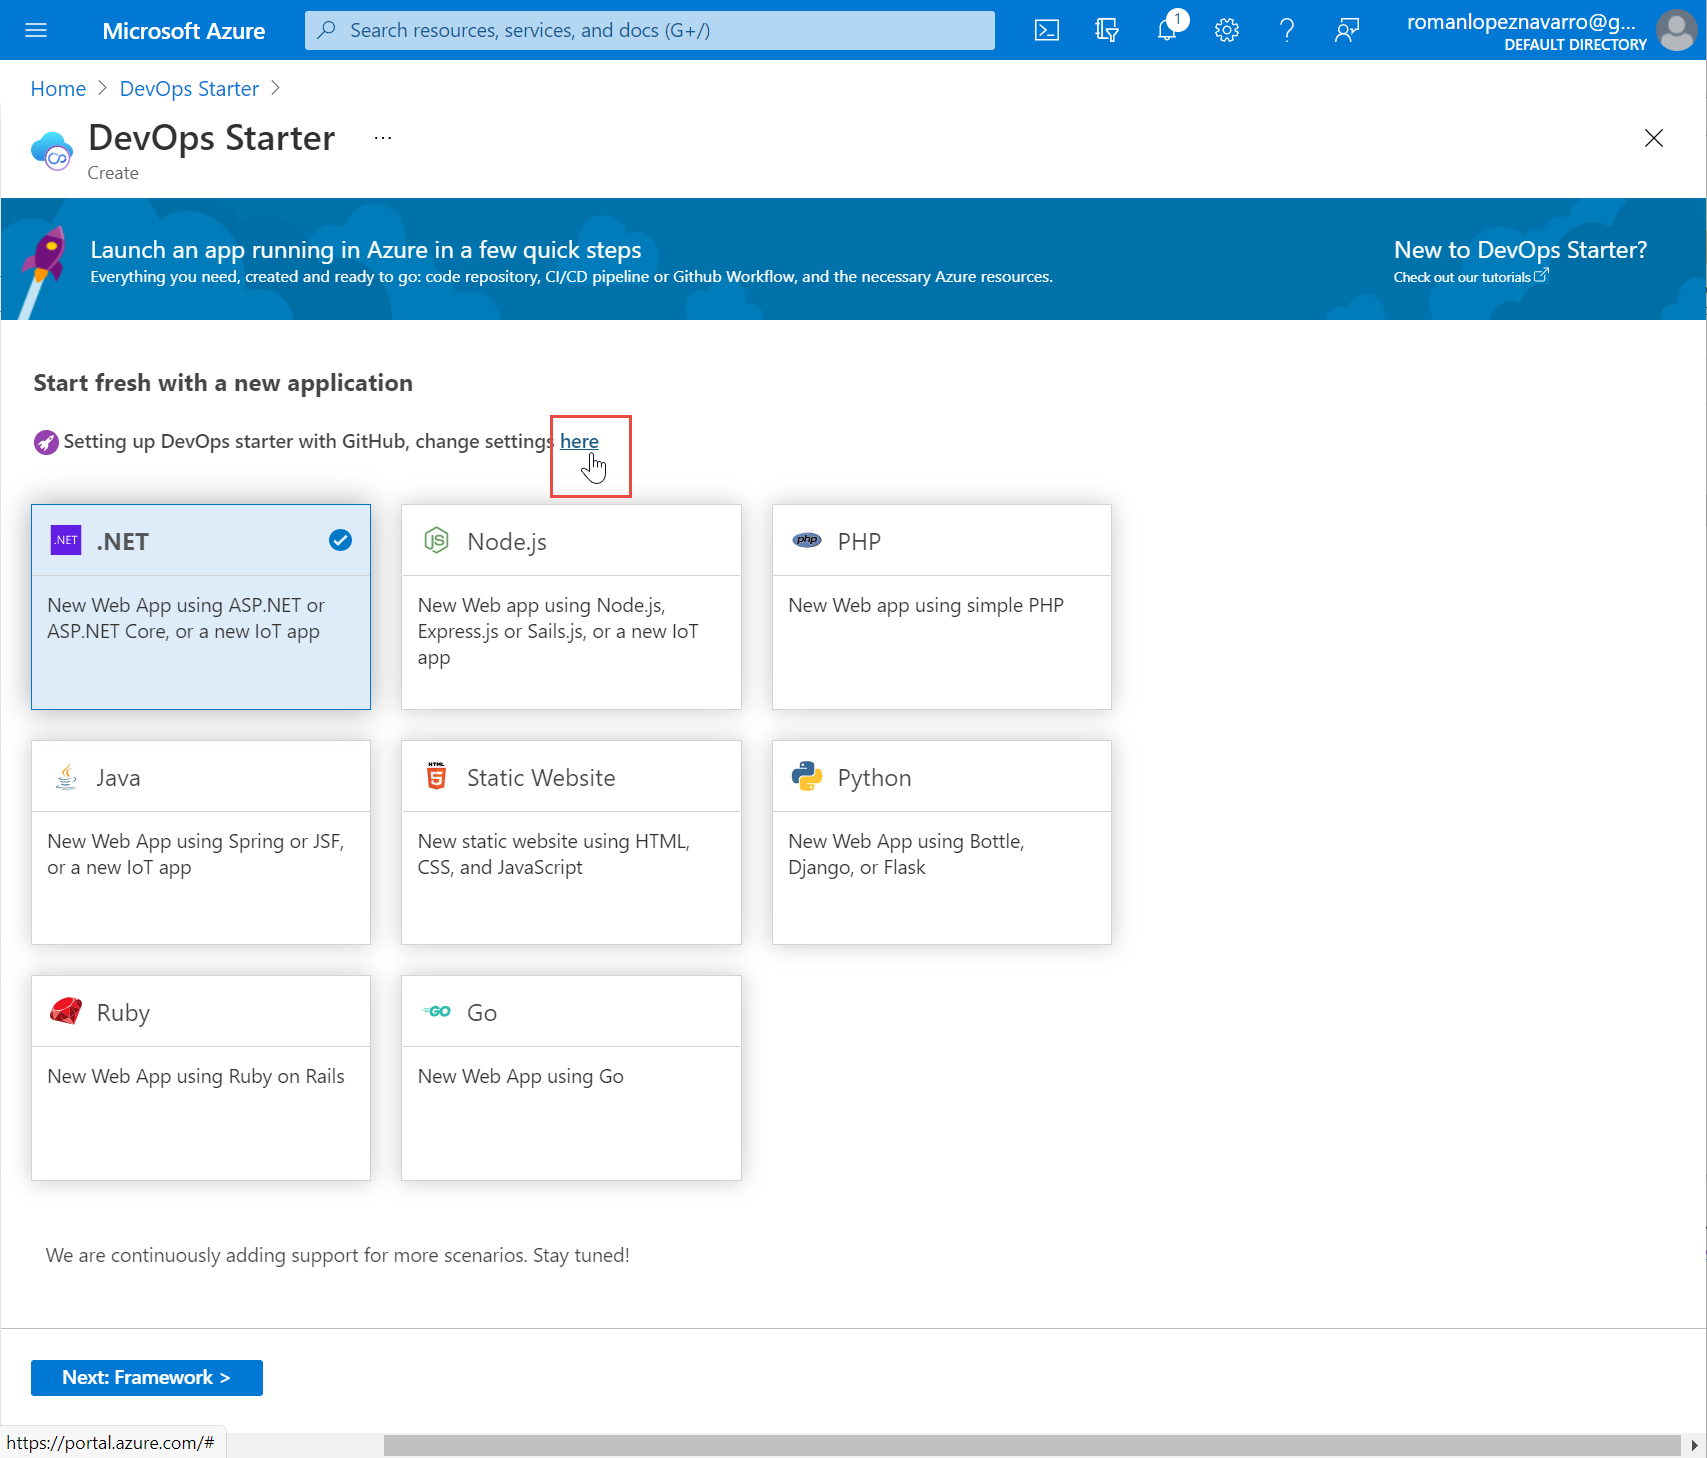 Microsoft Azure
Search resources, services, and docs (G+/)
1
romanlopeznavarro@g...
DEFAULT DIRECTORY
Home > DevOps Starter >
DevOps Starter ...
Create
Launch an app running in Azure in a few quick steps
Everything you need, created and ready to go: code repository, CI/CD pipeline or Github Workflow, and the necessary Azure resources.
New to DevOps Starter?
Check out our tutorials
Start fresh with a new application
Setting up DevOps starter with GitHub, change settings here
.NET
.NET
New Web App using ASP.NET or
ASP.NET Core, or a new IoT app
JS
Node.js
New Web app using Node.js,
Express.js or Sails.js, or a new IoT
app
php
PHP
New Web app using simple PHP
Java
New Web App using Spring or JSF,
or a new IoT app
HTML
5
Static Website
New static website using HTML,
CSS, and JavaScript
Python
New Web App using Bottle,
Django, or Flask
Ruby
New Web App using Ruby on Rails
GO
Go
New Web App using Go
We are continuously adding support for more scenarios. Stay tuned!
Next: Framework >
https://portal.azure.com/#